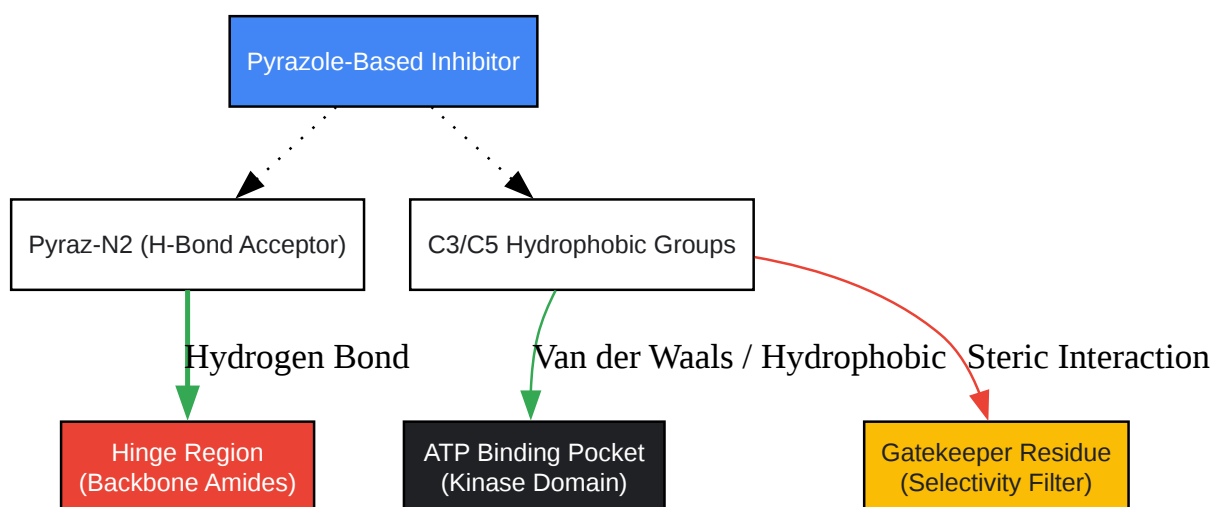 Pyrazole-Based Inhibitor
Pyraz-N2 (H-Bond Acceptor)
C3/C5 Hydrophobic Groups
Hydrogen Bond
Van der Waals / Hydrophobic
Steric Interaction
Hinge Region
(Backbone Amides)
ATP Binding Pocket
(Kinase Domain)
Gatekeeper Residue
(Selectivity Filter)